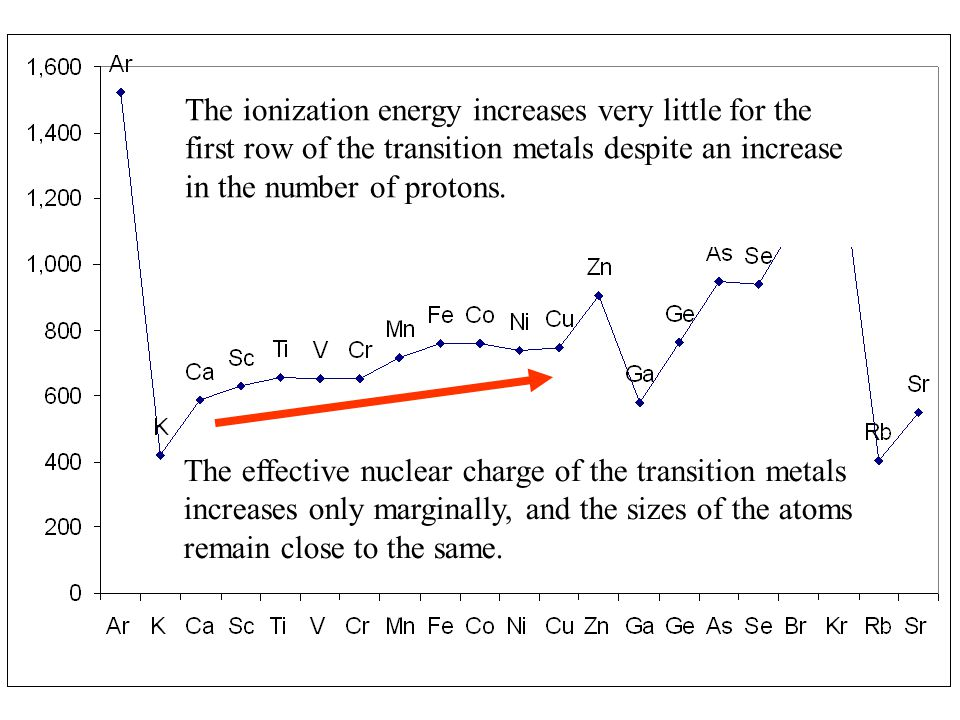 Ar
1,600
The ionization energy increases very little for the
1,400
first row of the transition metals despite an increase
1,200
in the number of protons.
1,000
As Se
Zn
800
Ti V Cr Mn Fe Co Ni Cu Ge
Ca Sc
600
Ga Sr
K Rb
400
The effective nuclear charge of the transition metals
increases only marginally, and the sizes of the atoms
200
remain close to the same.
0
Ar K Ca Sc Ti V Cr Mn Fe Co Ni Cu Zn Ga Ge As Se Br Kr Rb Sr